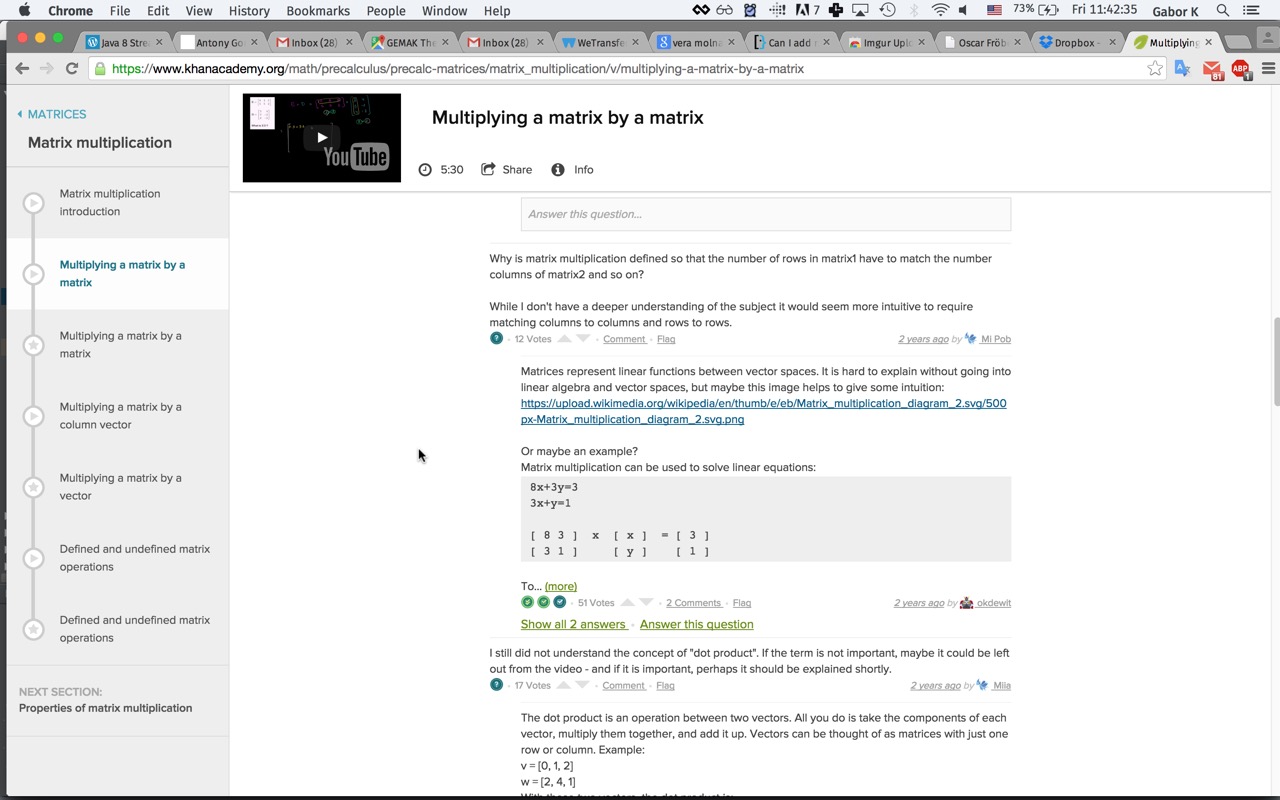 Chrome File Edit View History Bookmarks People Window Help 7 73% Fri 11:42:35 Gabor K
Java 8 Stre Antony Go Inbox (28) GEMAK The Inbox (28) WeTransfe vera molna Can I add Imgur Uplo Oscar Fröb Dropbox - Multiplying
https://www.khanacademy.org/math/precalculus/precalc-matrices/matrix_multiplication/v/multiplying-a-matrix-by-a-matrix 81 ABP 1
MATRICES
Matrix multiplication
Matrix multiplication
introduction
Multiplying a matrix by a
matrix
Multiplying a matrix by a
matrix
Multiplying a matrix by a
column vector
Multiplying a matrix by a
vector
Defined and undefined matrix
operations
Defined and undefined matrix
operations
NEXT SECTION:
Properties of matrix multiplication
YouTube
Multiplying a matrix by a matrix
5:30 Share Info
Answer this question...
Why is matrix multiplication defined so that the number of rows in matrix1 have to match the number
columns of matrix2 and so on?
While I don't have a deeper understanding of the subject it would seem more intuitive to require
matching columns to columns and rows to rows.
12 Votes Comment Flag 2 years ago by Mi Pob
Matrices represent linear functions between vector spaces. It is hard to explain without going into
linear algebra and vector spaces, but maybe this image helps to give some intuition:
https://upload.wikimedia.org/wikipedia/en/thumb/e/eb/Matrix_multiplication_diagram_2.svg/500
px-Matrix_multiplication_diagram_2.svg.png
Or maybe an example?
Matrix multiplication can be used to solve linear equations:
8x+3y=3
3x+y=1
[ 8 3 ] x [ x ] = [ 3 ]
[ 3 1 ] [ y ] [ 1 ]
To... (more)
51 Votes 2 Comments Flag 2 years ago by okdewit
Show all 2 answers Answer this question
I still did not understand the concept of "dot product". If the term is not important, maybe it could be left
out from the video - and if it is important, perhaps it should be explained shortly.
17 Votes Comment Flag 2 years ago by Miia
The dot product is an operation between two vectors. All you do is take the components of each
vector, multiply them together, and add it up. Vectors can be thought of as matrices with just one
row or column. Example:
v = [0, 1, 2]
w = [2, 4, 1]